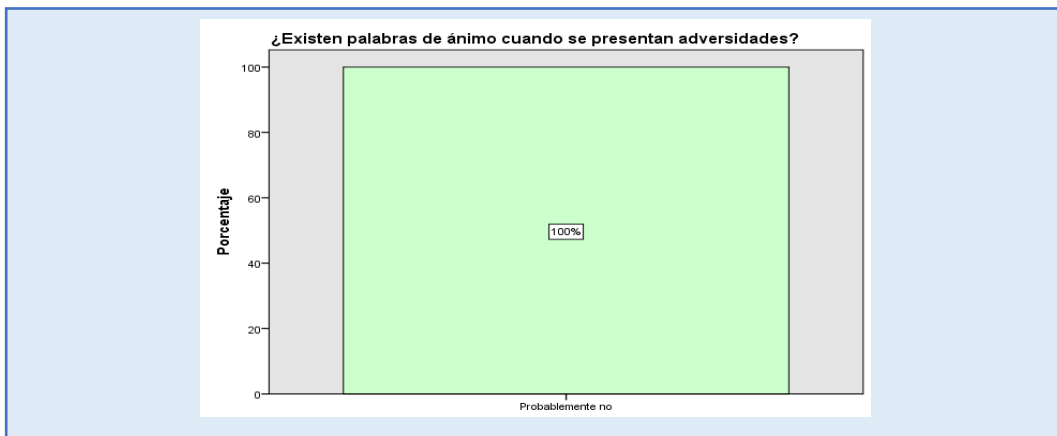 ¿Existen palabras de ánimo cuando se presentan adversidades?
Porcentaje
100
80
60
40
20
0
100%
Probablemente no